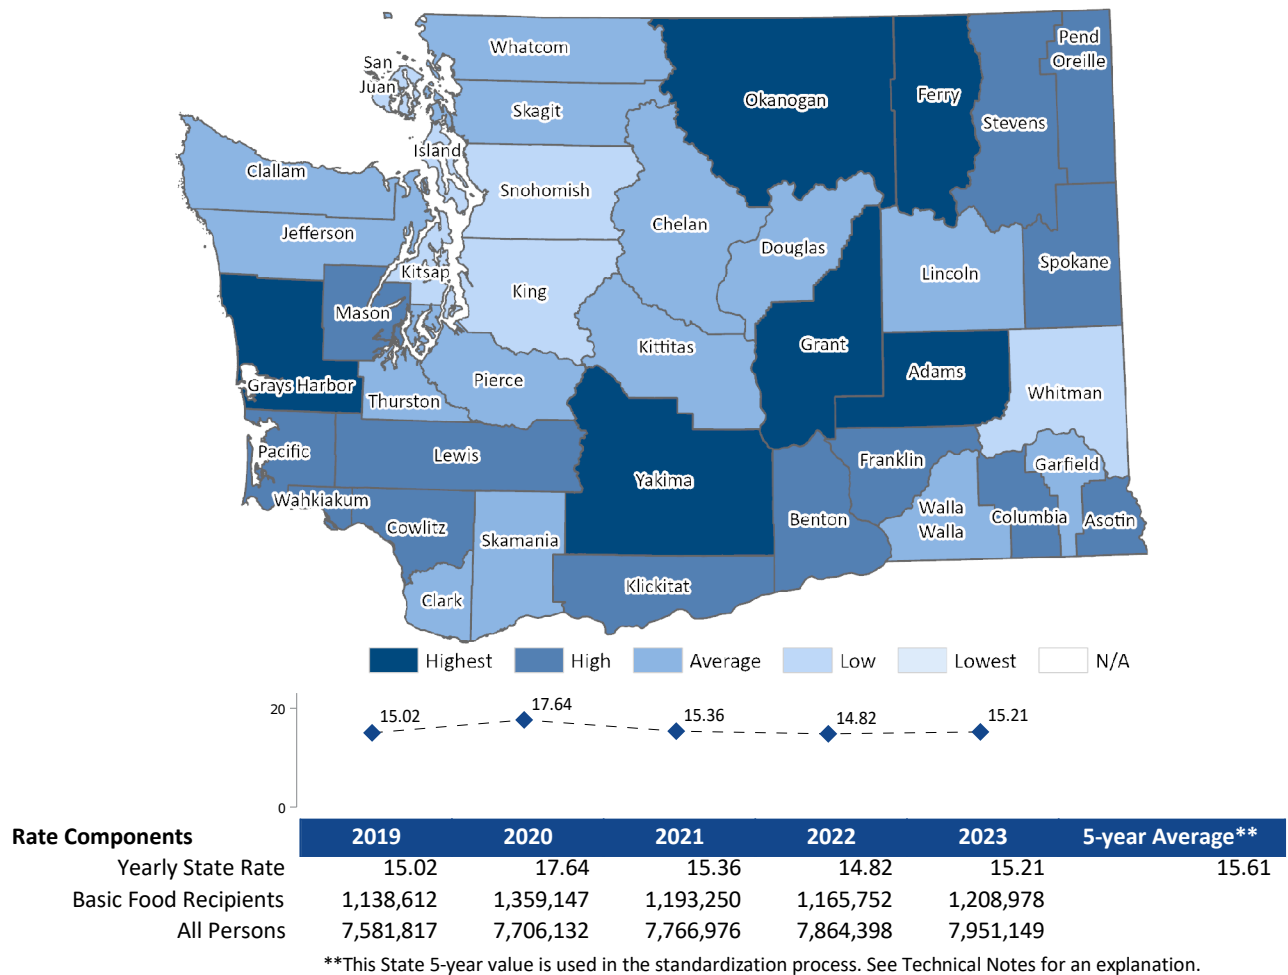 Whatcom
San
Juan
Skagit
Island
Clallam
Snohomish
Jefferson
Chelan
Kitsap
King
Mason
Okanogan
Ferry
Stevens
Pend
Oreille
Douglas
Lincoln
Spokane
Kittitas
Grant
Adams
Whitman
Grays Harbor
Thurston
Pierce
Pacific
Lewis
Yakima
Franklin
Garfield
Wahkiakum
Cowlitz
Skamania
Benton
Walla
Walla
Columbia
Asotin
Clark
Klickitat
Highest High Average Low Lowest N/A
20
15.02 17.64 15.36 14.82 15.21
0
Rate Components 2019 2020 2021 2022 2023 5-year Average**
Yearly State Rate 15.02 17.64 15.36 14.82 15.21 15.61
Basic Food Recipients 1,138,612 1,359,147 1,193,250 1,165,752 1,208,978
All Persons 7,581,817 7,706,132 7,766,976 7,864,398 7,951,149
**This State 5-year value is used in the standardization process. See Technical Notes for an explanation.